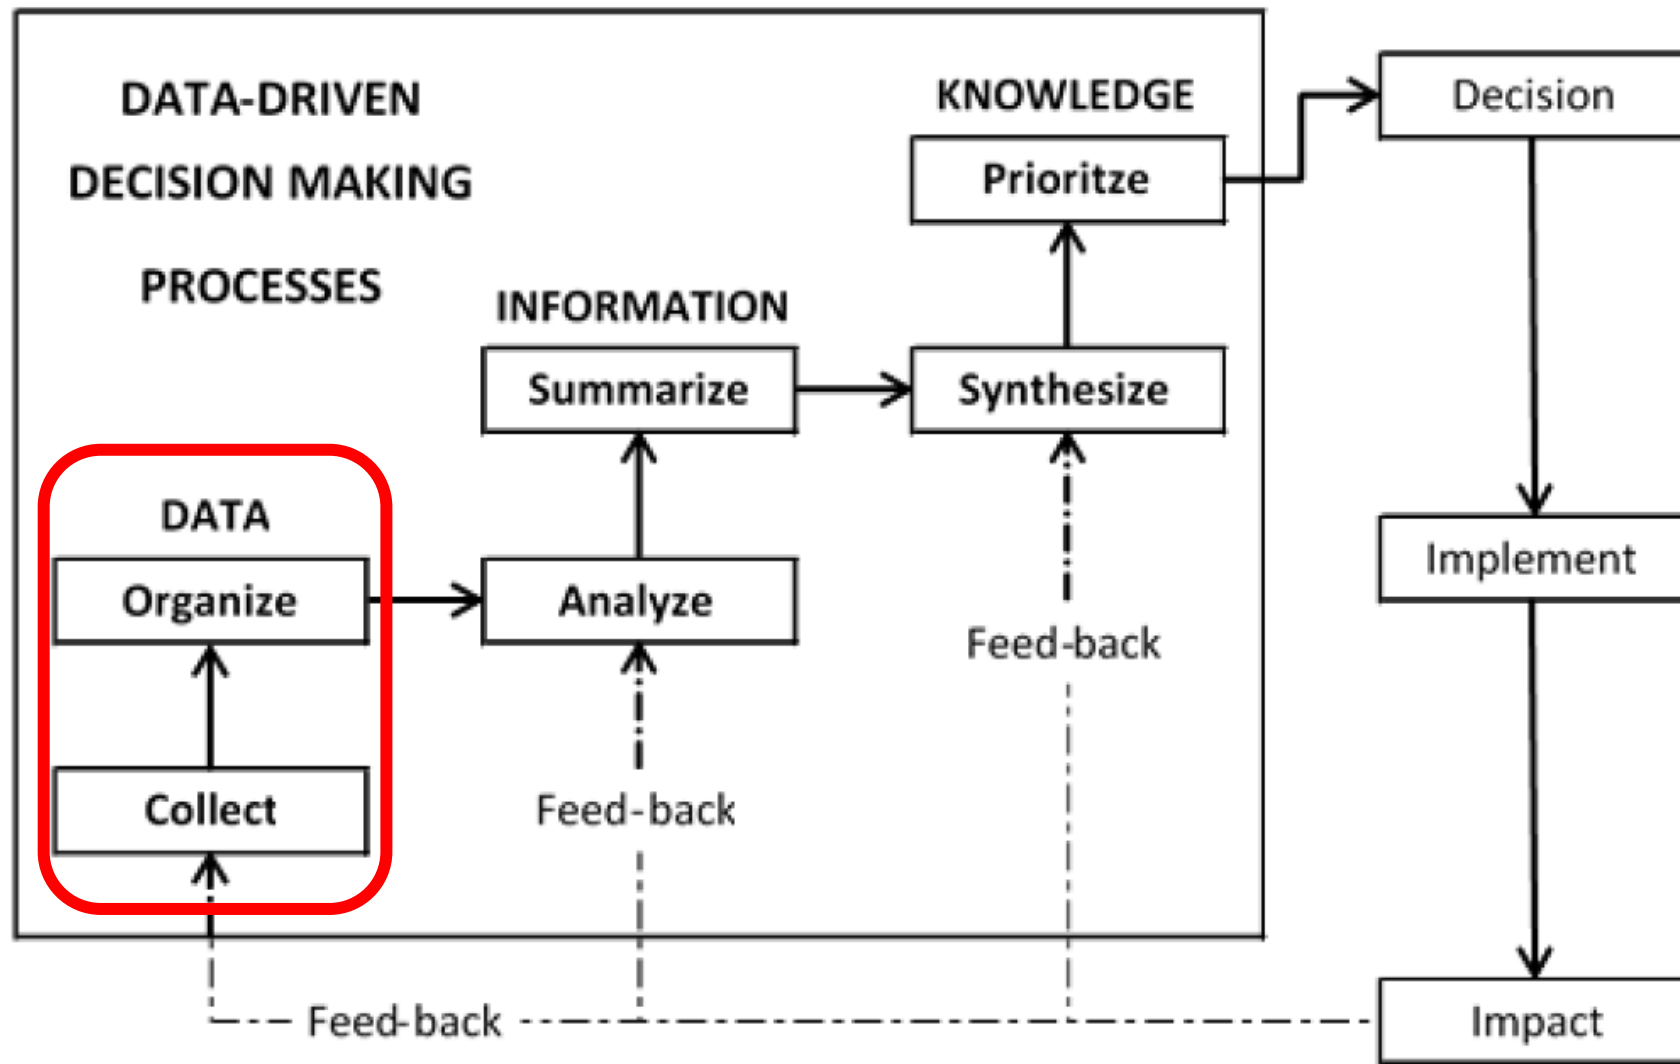 DATA-DRIVEN
DECISION MAKING
PROCESSES
KNOWLEDGE
Prioritze
Decision
INFORMATION
Summarize
Synthesize
DATA
Organize
Analyze
Implement
Feed-back
Collect
Feed-back
Feed-back
Impact